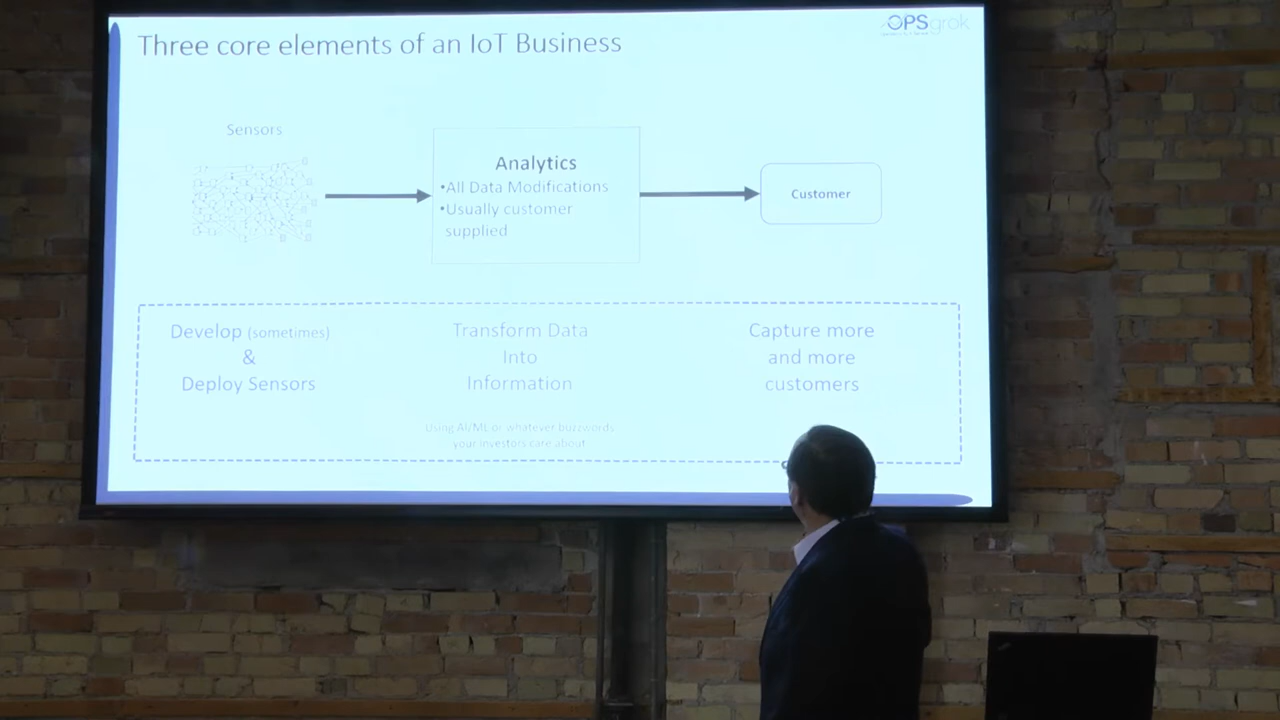 Three core elements of an IoT Business
OPSgrok
Sensors
Analytics
•All Data Modifications
•Usually customer
supplied
Customer
Develop (sometimes)
&
Deploy Sensors
Transform Data
Into
Information
Using AI/ML or whatever buzzwords
your investors care about
Capture more
and more
customers